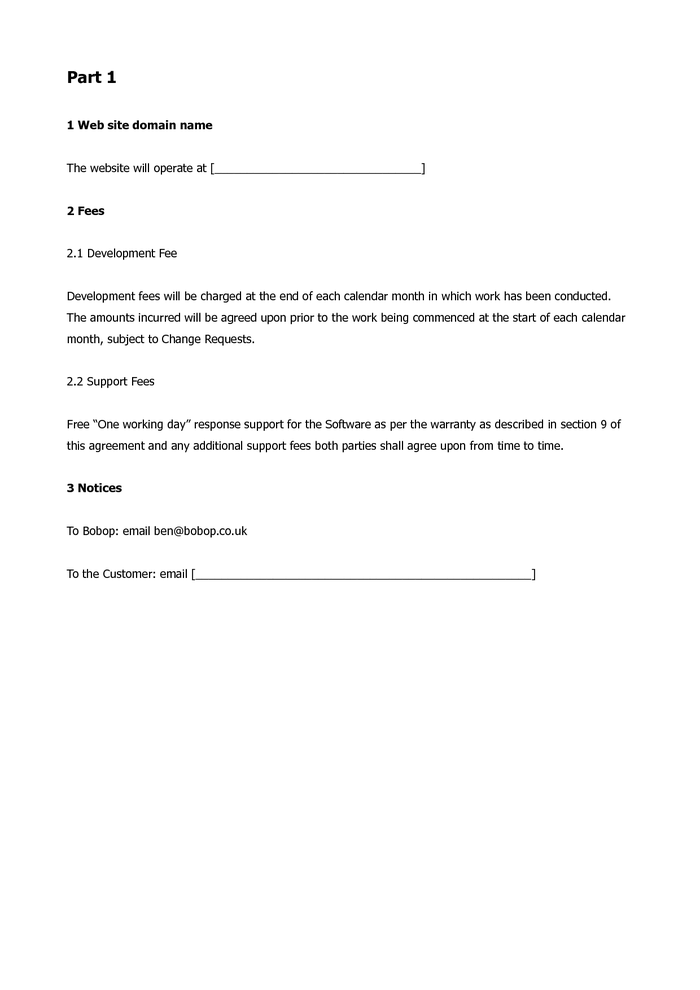 Part 1
1 Web site domain name
The website will operate at [________________________________]
2 Fees
2.1 Development Fee
Development fees will be charged at the end of each calendar month in which work has been conducted.
The amounts incurred will be agreed upon prior to the work being commenced at the start of each calendar
month, subject to Change Requests.
2.2 Support Fees
Free “One working day” response support for the Software as per the warranty as described in section 9 of
this agreement and any additional support fees both parties shall agree upon from time to time.
3 Notices
To Bobop: email ben@bobop.co.uk
To the Customer: email [____________________________________________________]